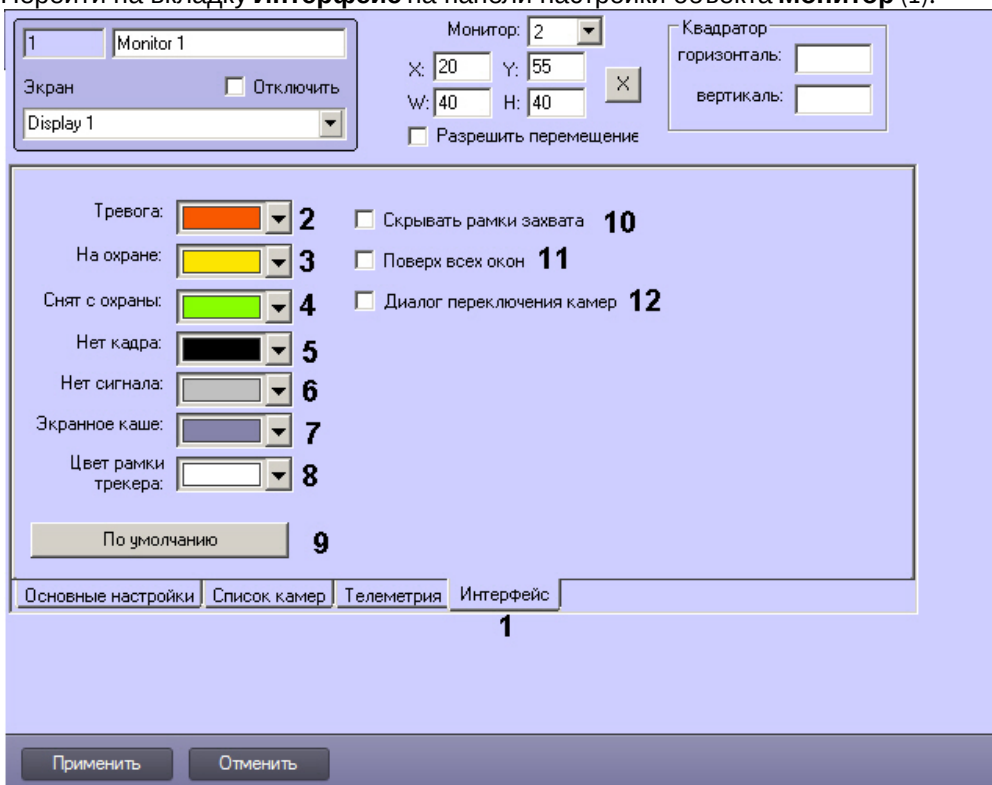 Перейти на вкладку Интерфейс на панели настройки объекта Монитор (1).
1 Monitor 1
Экран Отключить
Display 1
Монитор: 2
X: 20 Y: 55
W: 40 H: 40
X
Разрешить перемещение
Квадратор
горизонталь:
вертикаль:
Тревога: 2
На охране: 3
Снят с охраны: 4
Нет кадра: 5
Нет сигнала: 6
Экранное каше: 7
Цвет рамки
трекера: 8
Скрывать рамки захвата 10
Поверх всех окон 11
Диалог переключения камер 12
По умолчанию 9
Основные настройки Список камер Телеметрия Интерфейс
1
Применить Отменить